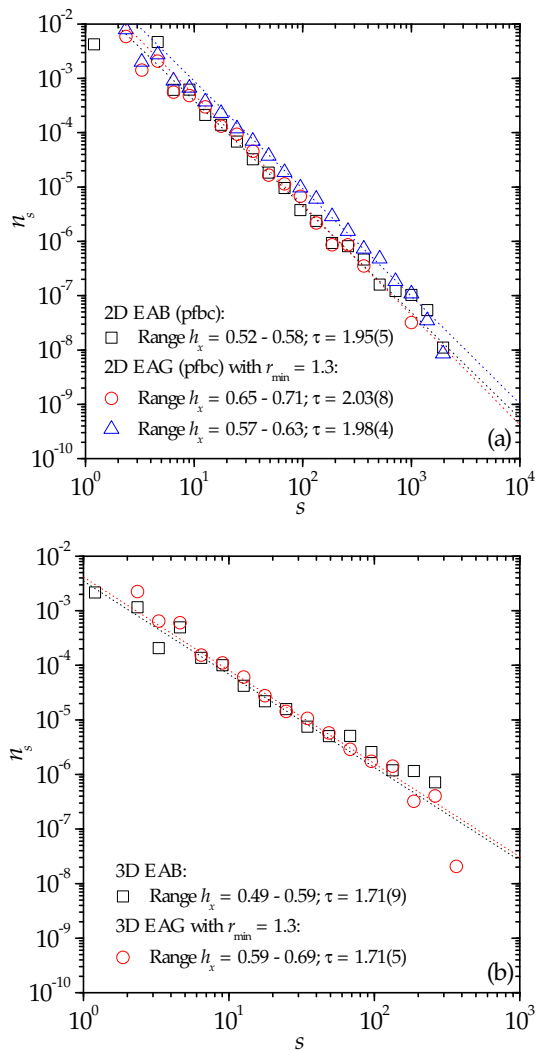 10^-2
10^-3
10^-4
10^-5
10^-6
10^-7
10^-8
10^-9
10^-10
n_s
2D EAB (pfbc):
Range h_x = 0.52 - 0.58; τ = 1.95(5)
2D EAG (pfbc) with r_min = 1.3:
Range h_x = 0.65 - 0.71; τ = 2.03(8)
Range h_x = 0.57 - 0.63; τ = 1.98(4)
(a)
10^0 10^1 10^2 10^3 10^4
s
10^-2
10^-3
10^-4
10^-5
10^-6
10^-7
10^-8
10^-9
10^-10
n_s
3D EAB:
Range h_x = 0.49 - 0.59; τ = 1.71(9)
3D EAG with r_min = 1.3:
Range h_x = 0.59 - 0.69; τ = 1.71(5)
(b)
10^0 10^1 10^2 10^3
s